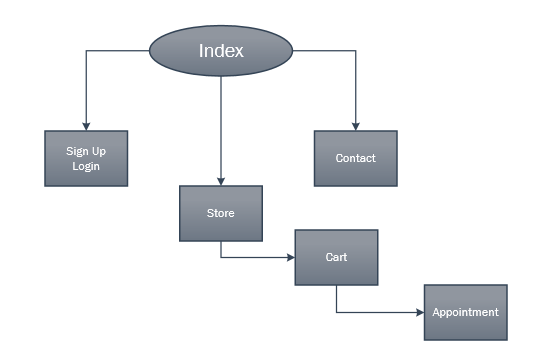 Index
Sign Up
Login
Contact
Store
Cart
Appointment